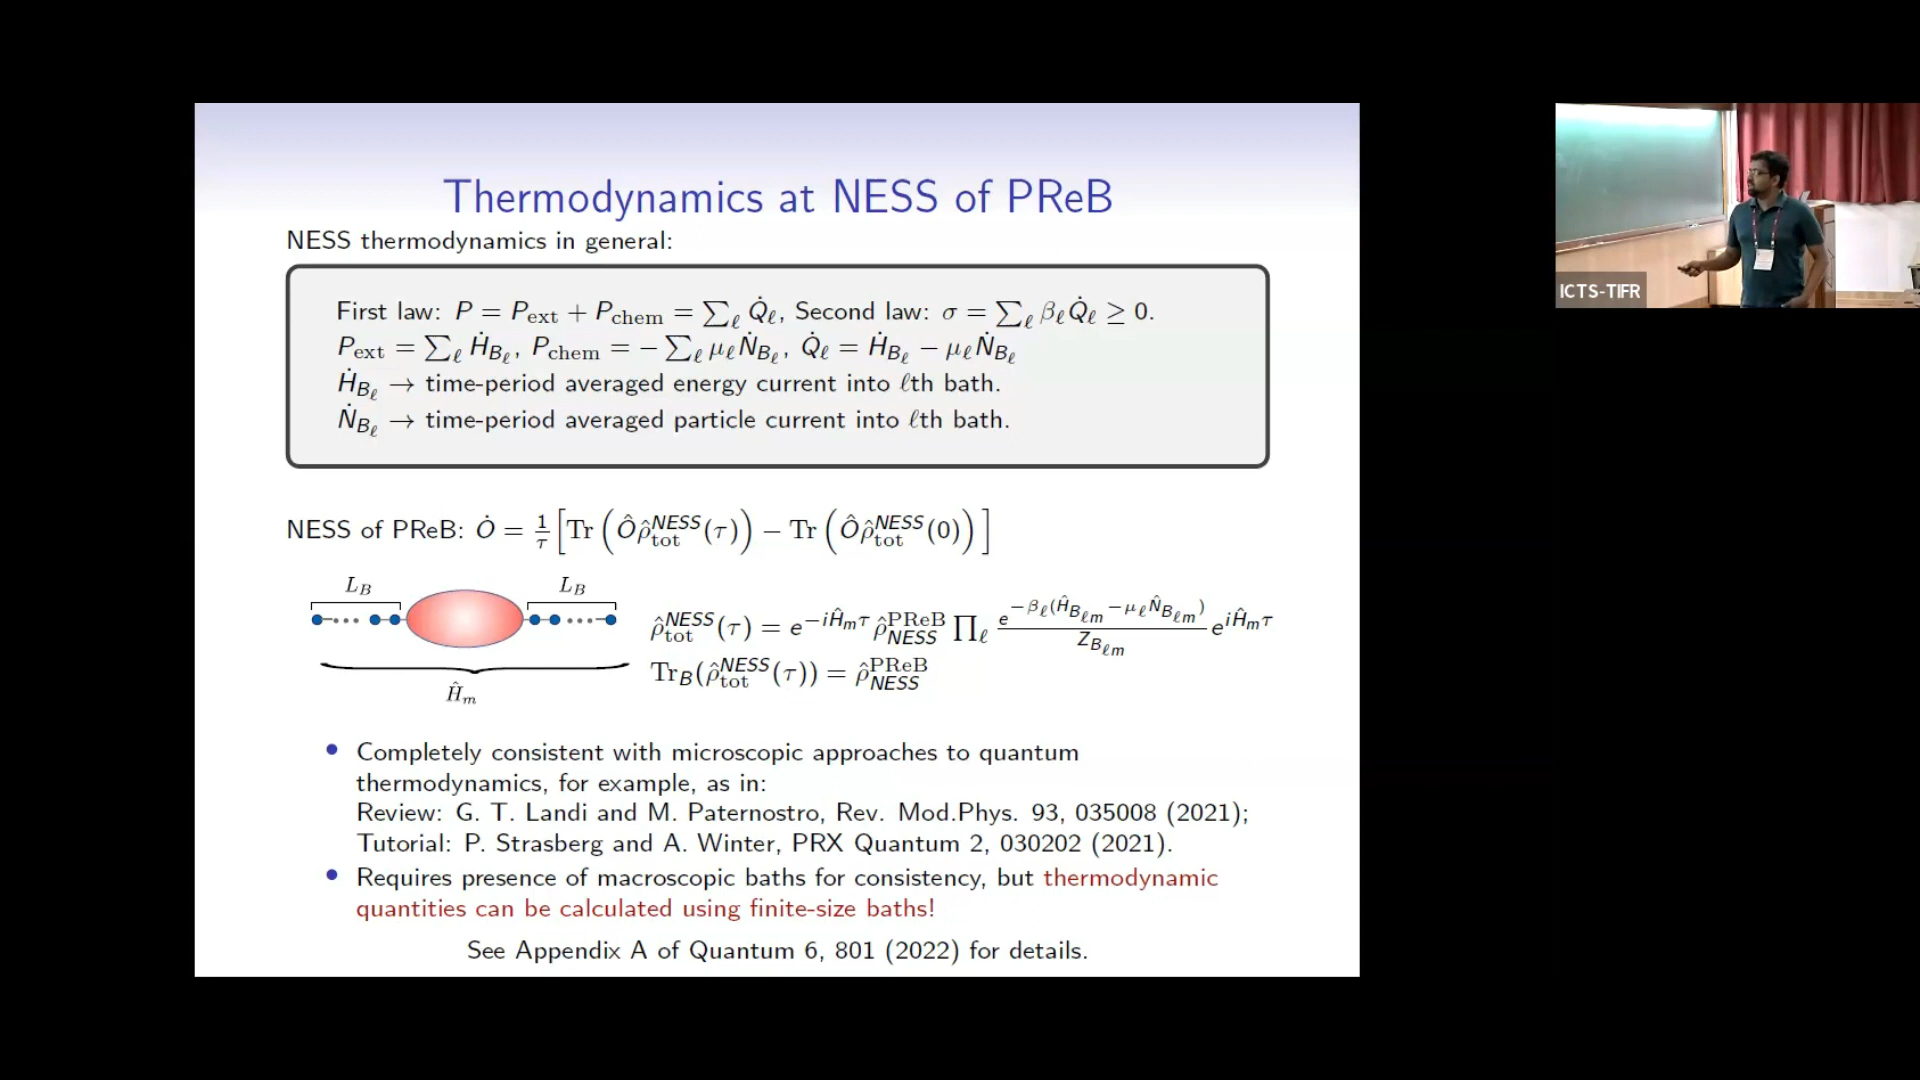 Thermodynamics at NESS of PReB
NESS thermodynamics in general:
First law: P = P_ext + P_chem = ∑_ℓ Q̇_ℓ, Second law: σ = ∑_ℓ β_ℓ Q̇_ℓ ≥ 0.
P_ext = ∑_ℓ Ḣ_{B_ℓ}, P_chem = − ∑_ℓ μ_ℓ Ṅ_{B_ℓ}, Q̇_ℓ = Ḣ_{B_ℓ} − μ_ℓ Ṅ_{B_ℓ}
Ḣ_{B_ℓ} → time-period averaged energy current into ℓth bath.
Ṅ_{B_ℓ} → time-period averaged particle current into ℓth bath.
NESS of PReB: Ȯ = 1/τ [Tr (Ô ρ̂_tot^NESS(τ)) − Tr (Ô ρ̂_tot^NESS(0))]
L_B L_B
Ĥ_m
ρ̂_tot^NESS(τ) = e^{−iĤ_m τ} ρ̂_NESS^PReB ∏_ℓ e^{−β_ℓ(Ĥ_{B_ℓm} − μ_ℓ N̂_{B_ℓm})} / Z_{B_ℓm} e^{iĤ_m τ}
Tr_B(ρ̂_tot^NESS(τ)) = ρ̂_NESS^PReB
• Completely consistent with microscopic approaches to quantum
thermodynamics, for example, as in:
Review: G. T. Landi and M. Paternostro, Rev. Mod.Phys. 93, 035008 (2021);
Tutorial: P. Strasberg and A. Winter, PRX Quantum 2, 030202 (2021).
• Requires presence of macroscopic baths for consistency, but thermodynamic
quantities can be calculated using finite-size baths!
See Appendix A of Quantum 6, 801 (2022) for details.
ICTS-TIFR